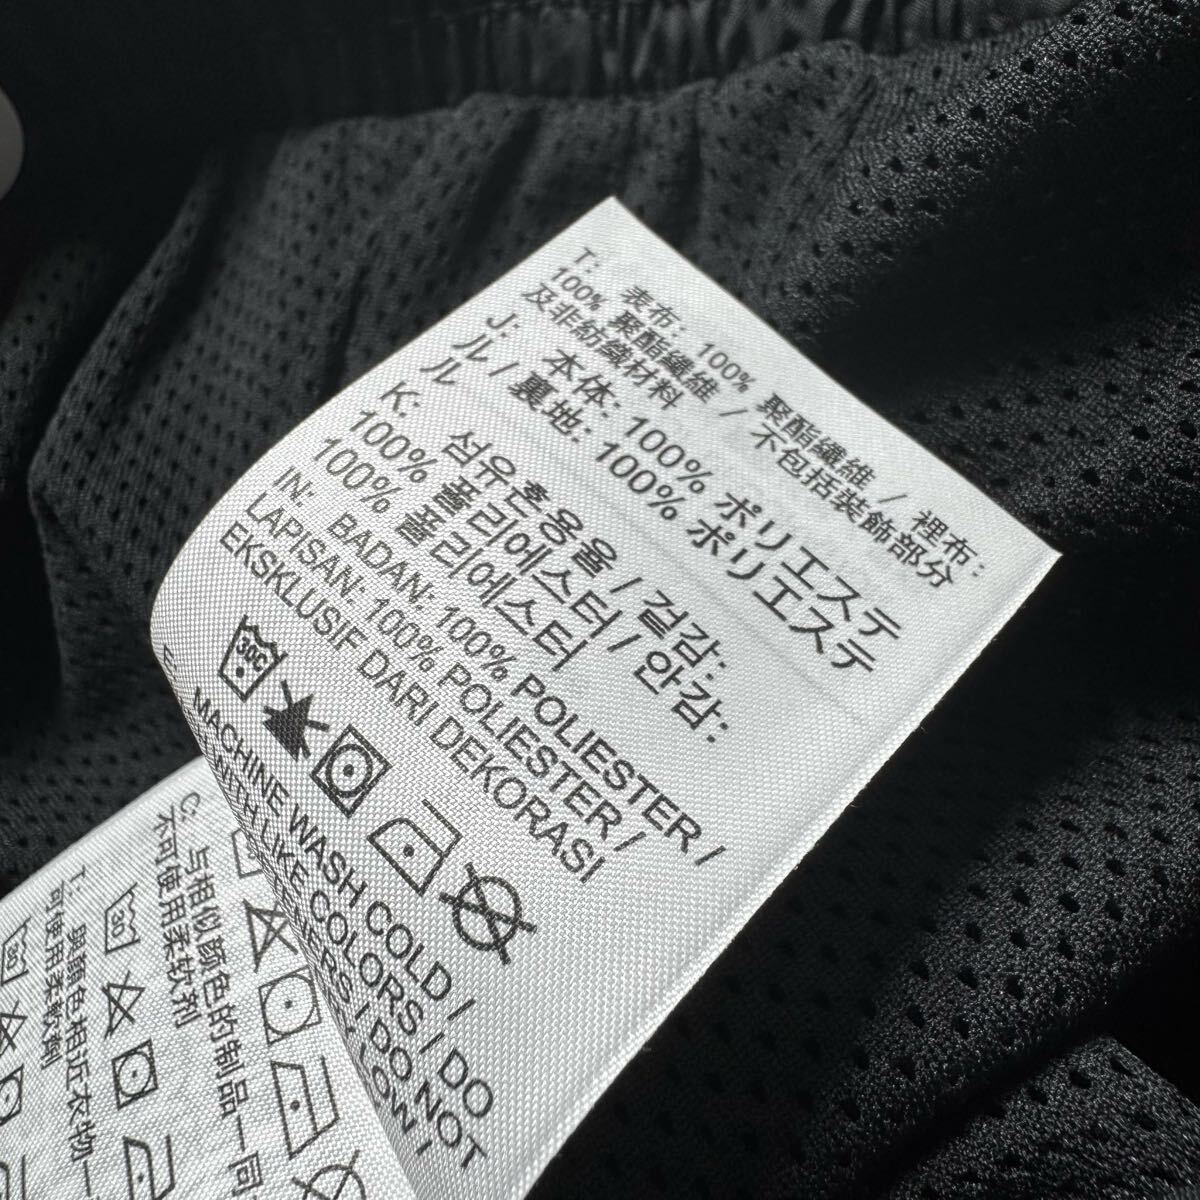 T: 表布: 100% 聚酯纖維 / 裡布:
100% 聚酯纖維 / 不包括裝飾部分
及非紡織材料
J: 本体: 100% ポリエステ
ル / 裏地: 100% ポリエステ
ル
K: 섬유혼용율 / 겉감:
100% 폴리에스터 / 안감:
100% 폴리에스터
IN: BADAN: 100% POLIESTER /
LAPISAN: 100% POLIESTER /
EKSKLUSIF DARI DEKORASI
30C
E: MACHINE WASH COLD /
WITH LIKE COLORS / DO
I DO NOT
LOW /
C: 与相似颜色的制品一同
不可使用柔软剂
30
T: 與顏色相近衣物一
不可使用柔軟劑
30